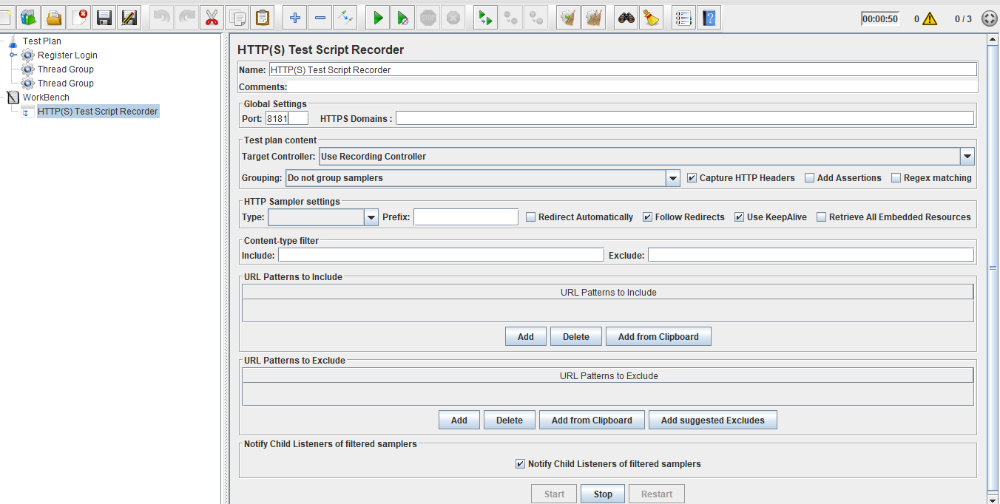 STOP
00:00:50 0 0 / 3
Test Plan
Register Login
Thread Group
Thread Group
WorkBench
HTTP(S) Test Script Recorder
HTTP(S) Test Script Recorder
Name: HTTP(S) Test Script Recorder
Comments:
Global Settings
Port: 8181 HTTPS Domains :
Test plan content
Target Controller: Use Recording Controller
Grouping: Do not group samplers Capture HTTP Headers Add Assertions Regex matching
HTTP Sampler settings
Type: Prefix: Redirect Automatically Follow Redirects Use KeepAlive Retrieve All Embedded Resources
Content-type filter
Include: Exclude:
URL Patterns to Include
URL Patterns to Include
Add Delete Add from Clipboard
URL Patterns to Exclude
URL Patterns to Exclude
Add Delete Add from Clipboard Add suggested Excludes
Notify Child Listeners of filtered samplers
Notify Child Listeners of filtered samplers
Start Stop Restart